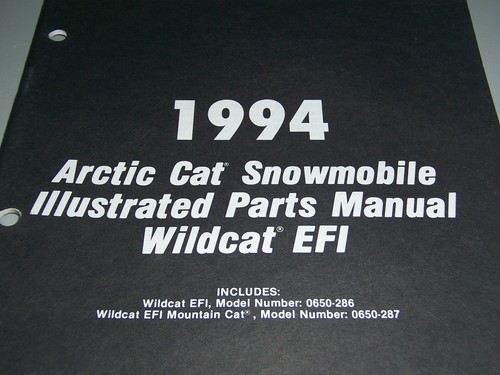 1994
Arctic Cat® Snowmobile
Illustrated Parts Manual
Wildcat® EFI
INCLUDES:
Wildcat EFI, Model Number: 0650-286
Wildcat EFI Mountain Cat®, Model Number: 0650-287